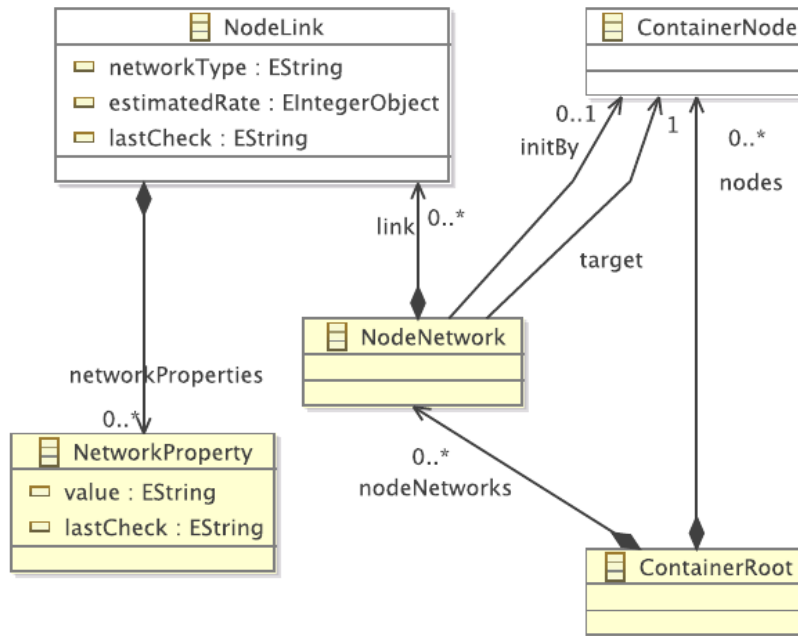 NodeLink
networkType : EString
estimatedRate : EIntegerObject
lastCheck : EString
ContainerNode
0..1
1
initBy
0..*
nodes
link
0..*
target
NodeNetwork
networkProperties
0..*
NetworkProperty
value : EString
lastCheck : EString
0..*
nodeNetworks
ContainerRoot